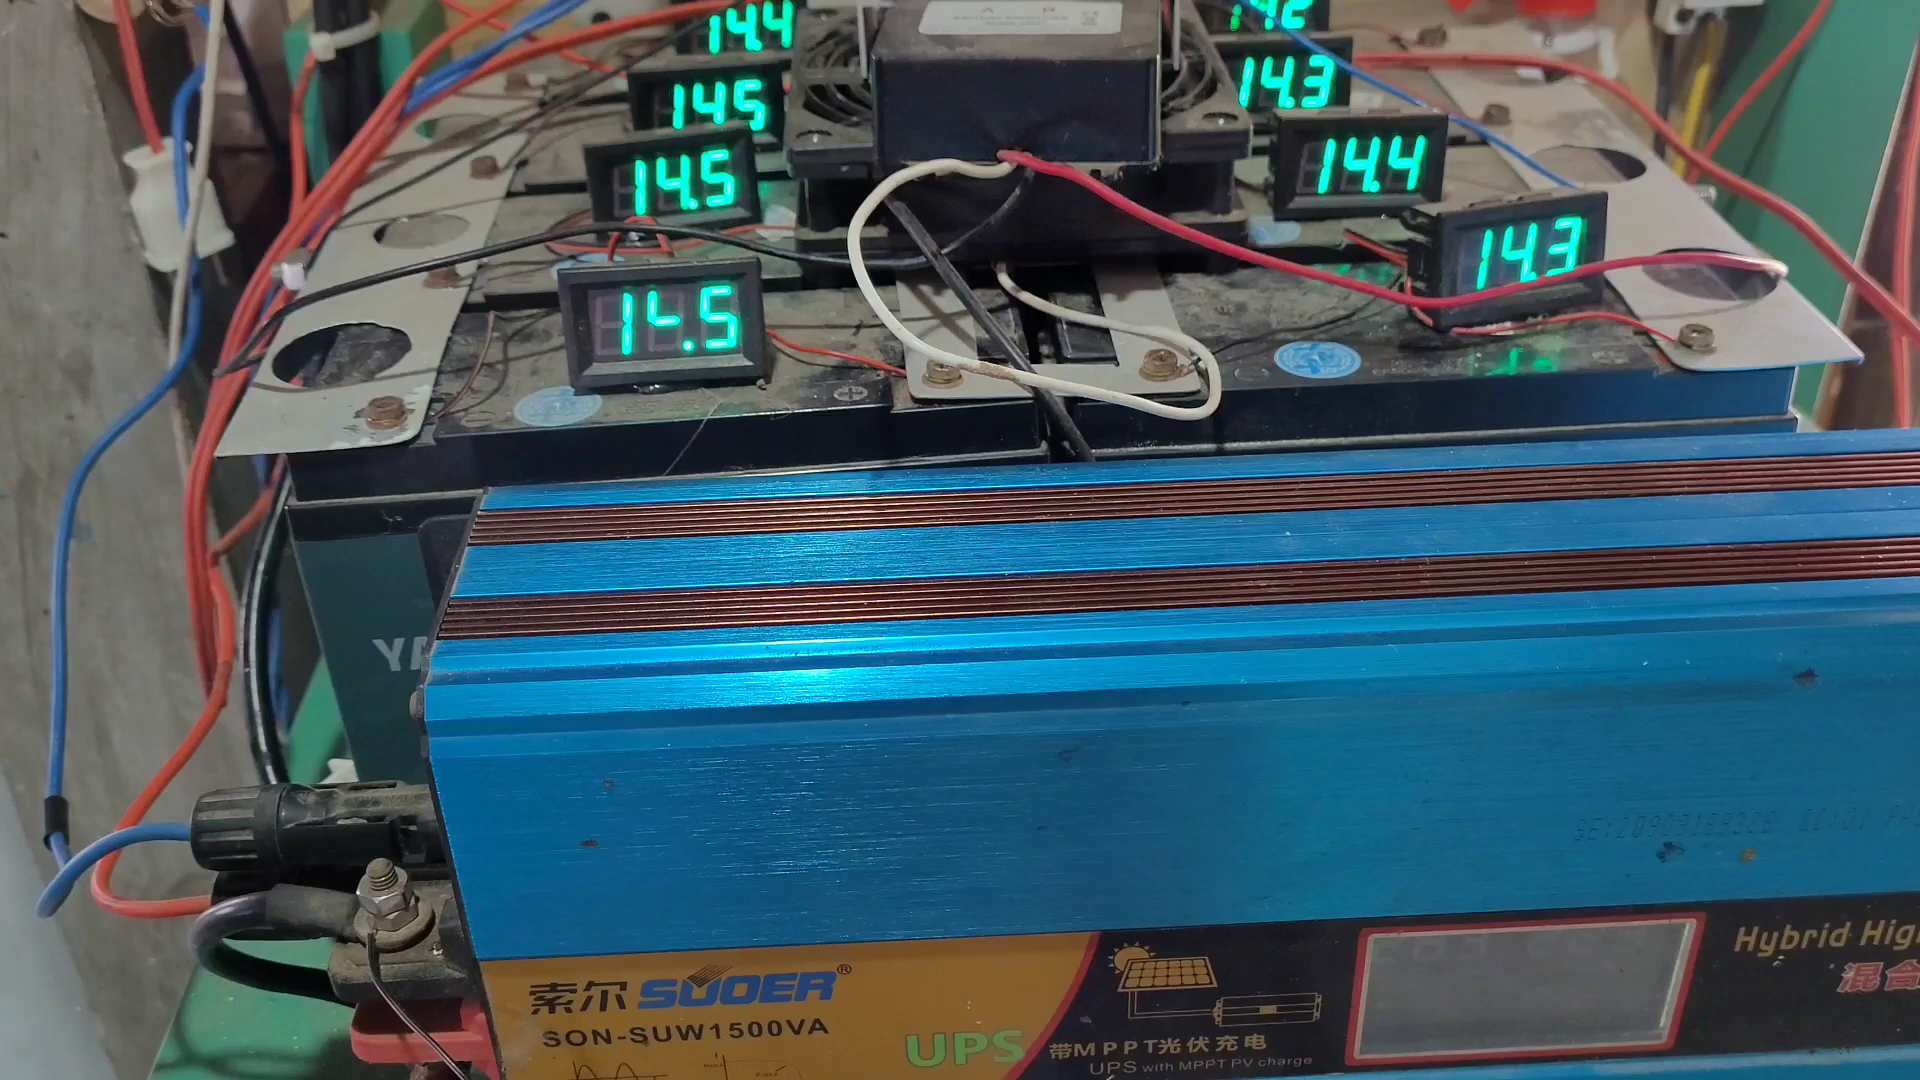 14.4
14.5
14.5
14.5
14.2
14.3
14.4
14.3
A B
索尔 SUOER®
SON-SUW1500VA
UPS
带MPPT光伏充电
UPS with MPPT PV charge
Hybrid Hig
混合